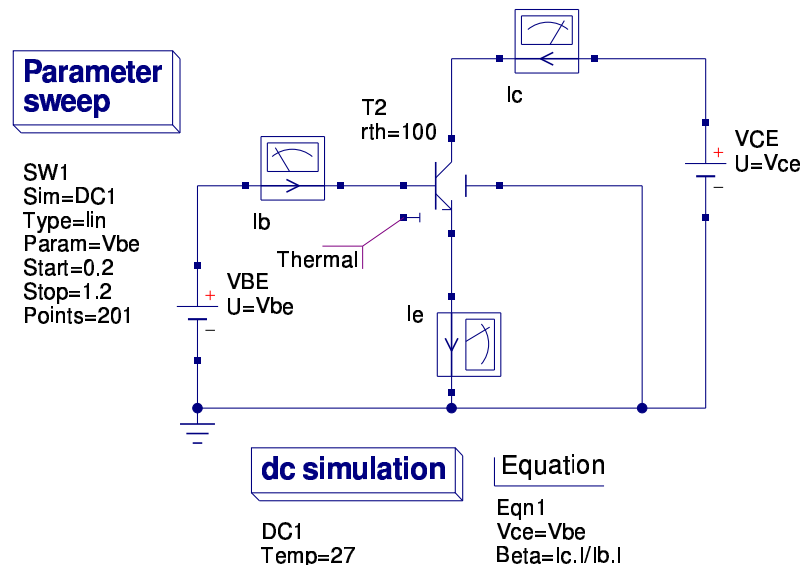 Parameter
sweep
SW1
Sim=DC1
Type=lin
Param=Vbe
Start=0.2
Stop=1.2
Points=201
Ib
VBE
U=Vbe
T2
rth=100
Thermal
Ic
Ie
VCE
U=Vce
dc simulation
DC1
Temp=27
Equation
Eqn1
Vce=Vbe
Beta=Ic.I/Ib.I